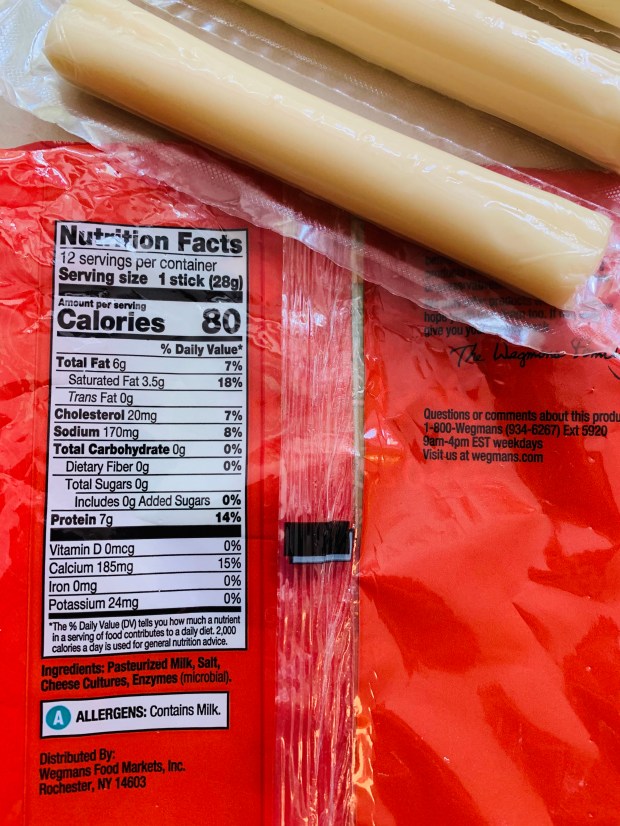 Nutrition Facts
12 servings per container
Serving size 1 stick (28g)
Amount per serving
Calories 80
% Daily Value*
Total Fat 6g 7%
Saturated Fat 3.5g 18%
Trans Fat 0g
Cholesterol 20mg 7%
Sodium 170mg 8%
Total Carbohydrate 0g 0%
Dietary Fiber 0g 0%
Total Sugars 0g
Includes 0g Added Sugars 0%
Protein 7g 14%
Vitamin D 0mcg 0%
Calcium 185mg 15%
Iron 0mg 0%
Potassium 24mg 0%
*The % Daily Value (DV) tells you how much a nutrient
in a serving of food contributes to a daily diet. 2,000
calories a day is used for general nutrition advice.
Ingredients: Pasteurized Milk, Salt,
Cheese Cultures, Enzymes (microbial).
A ALLERGENS: Contains Milk.
Distributed By:
Wegmans Food Markets, Inc.
Rochester, NY 14603
give you
The Wegmans
Questions or comments about this produ
1-800-Wegmans (934-6267) Ext 5920
9am-4pm EST weekdays
Visit us at wegmans.com